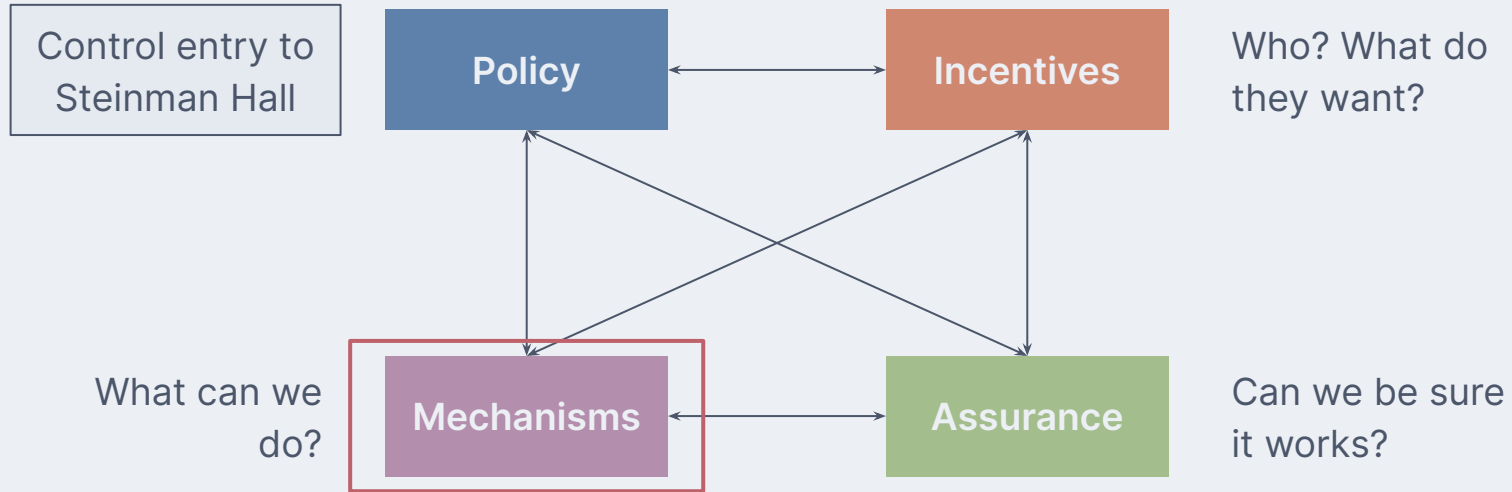 Control entry to
Steinman Hall
Policy
Incentives
Who? What do
they want?
What can we
do?
Mechanisms
Assurance
Can we be sure
it works?